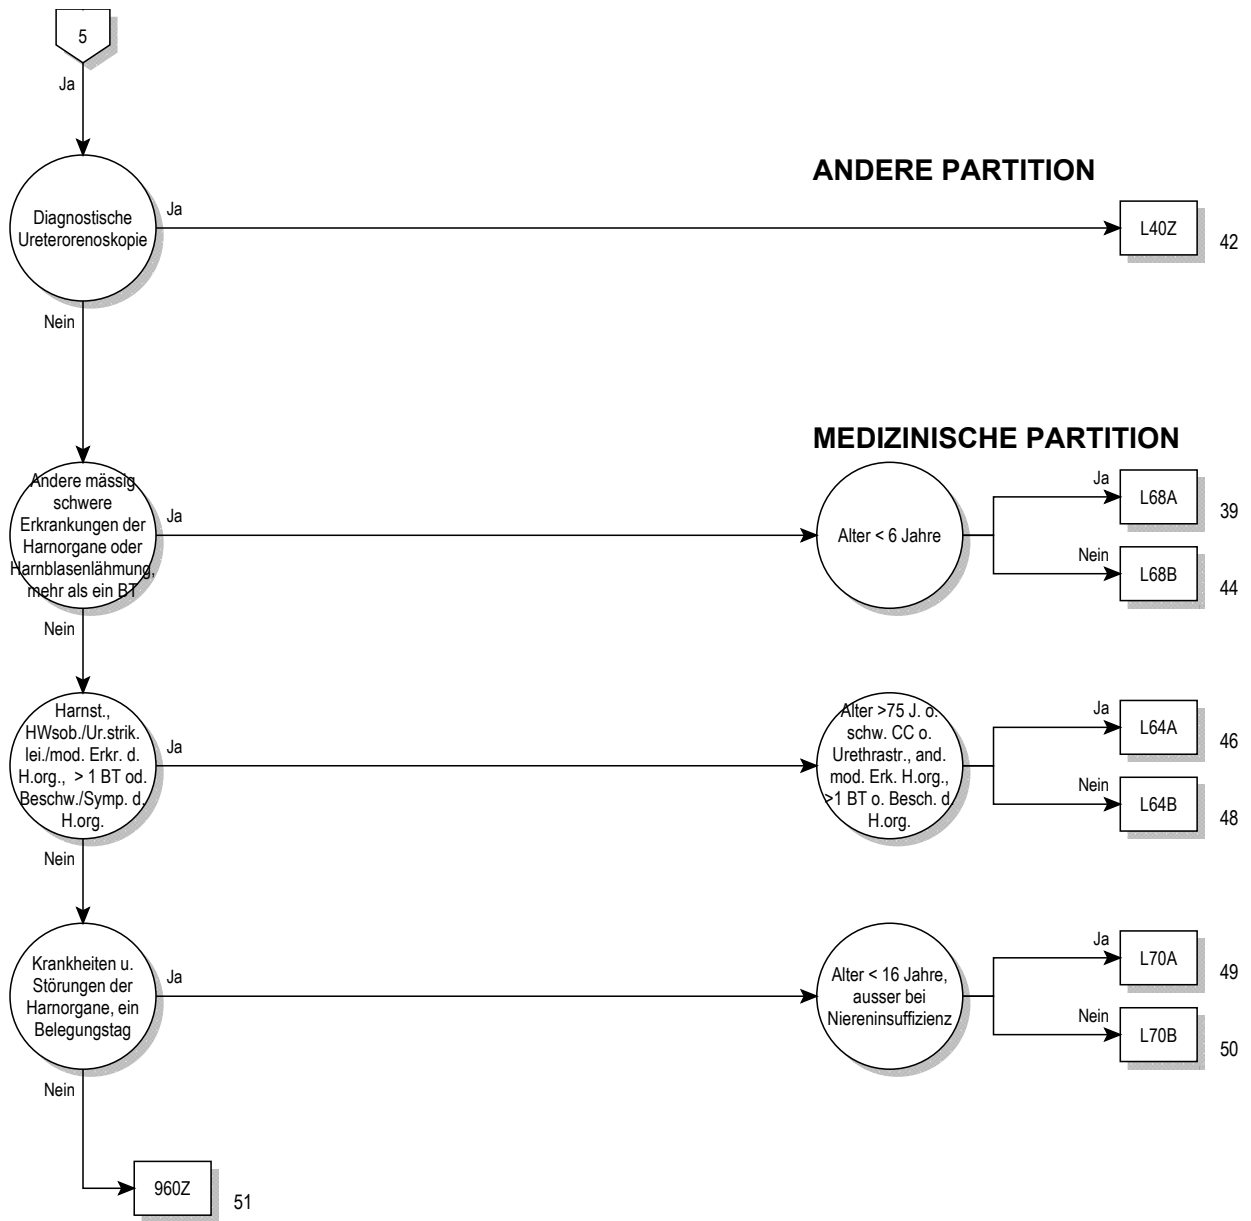 5
Ja
ANDERE PARTITION
Diagnostische
Ureterorenoskopie
Ja
L40Z
42
Nein
MEDIZINISCHE PARTITION
Andere mässig
schwere
Erkrankungen der
Harnorgane oder
Harnblasenlähmung,
mehr als ein BT
Ja
Alter < 6 Jahre
Ja
L68A
39
Nein
L68B
44
Nein
Harnst.,
HWsob./Ur.strik.
lei./mod. Erkr. d.
H.org., > 1 BT od.
Beschw./Symp. d.
H.org.
Ja
Alter >75 J. o.
schw. CC o.
Urethrastr., and.
mod. Erk. H.org.,
>1 BT o. Besch. d.
H.org.
Ja
L64A
46
Nein
L64B
48
Nein
Krankheiten u.
Störungen der
Harnorgane, ein
Belegungstag
Ja
Alter < 16 Jahre,
ausser bei
Niereninsuffizienz
Ja
L70A
49
Nein
L70B
50
Nein
960Z
51